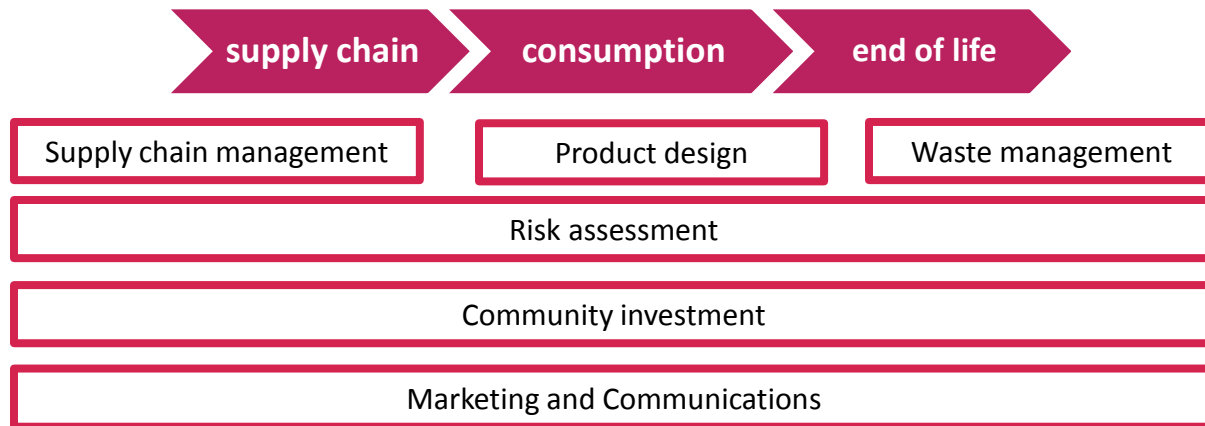 supply chain
consumption
end of life
Supply chain management
Product design
Waste management
Risk assessment
Community investment
Marketing and Communications